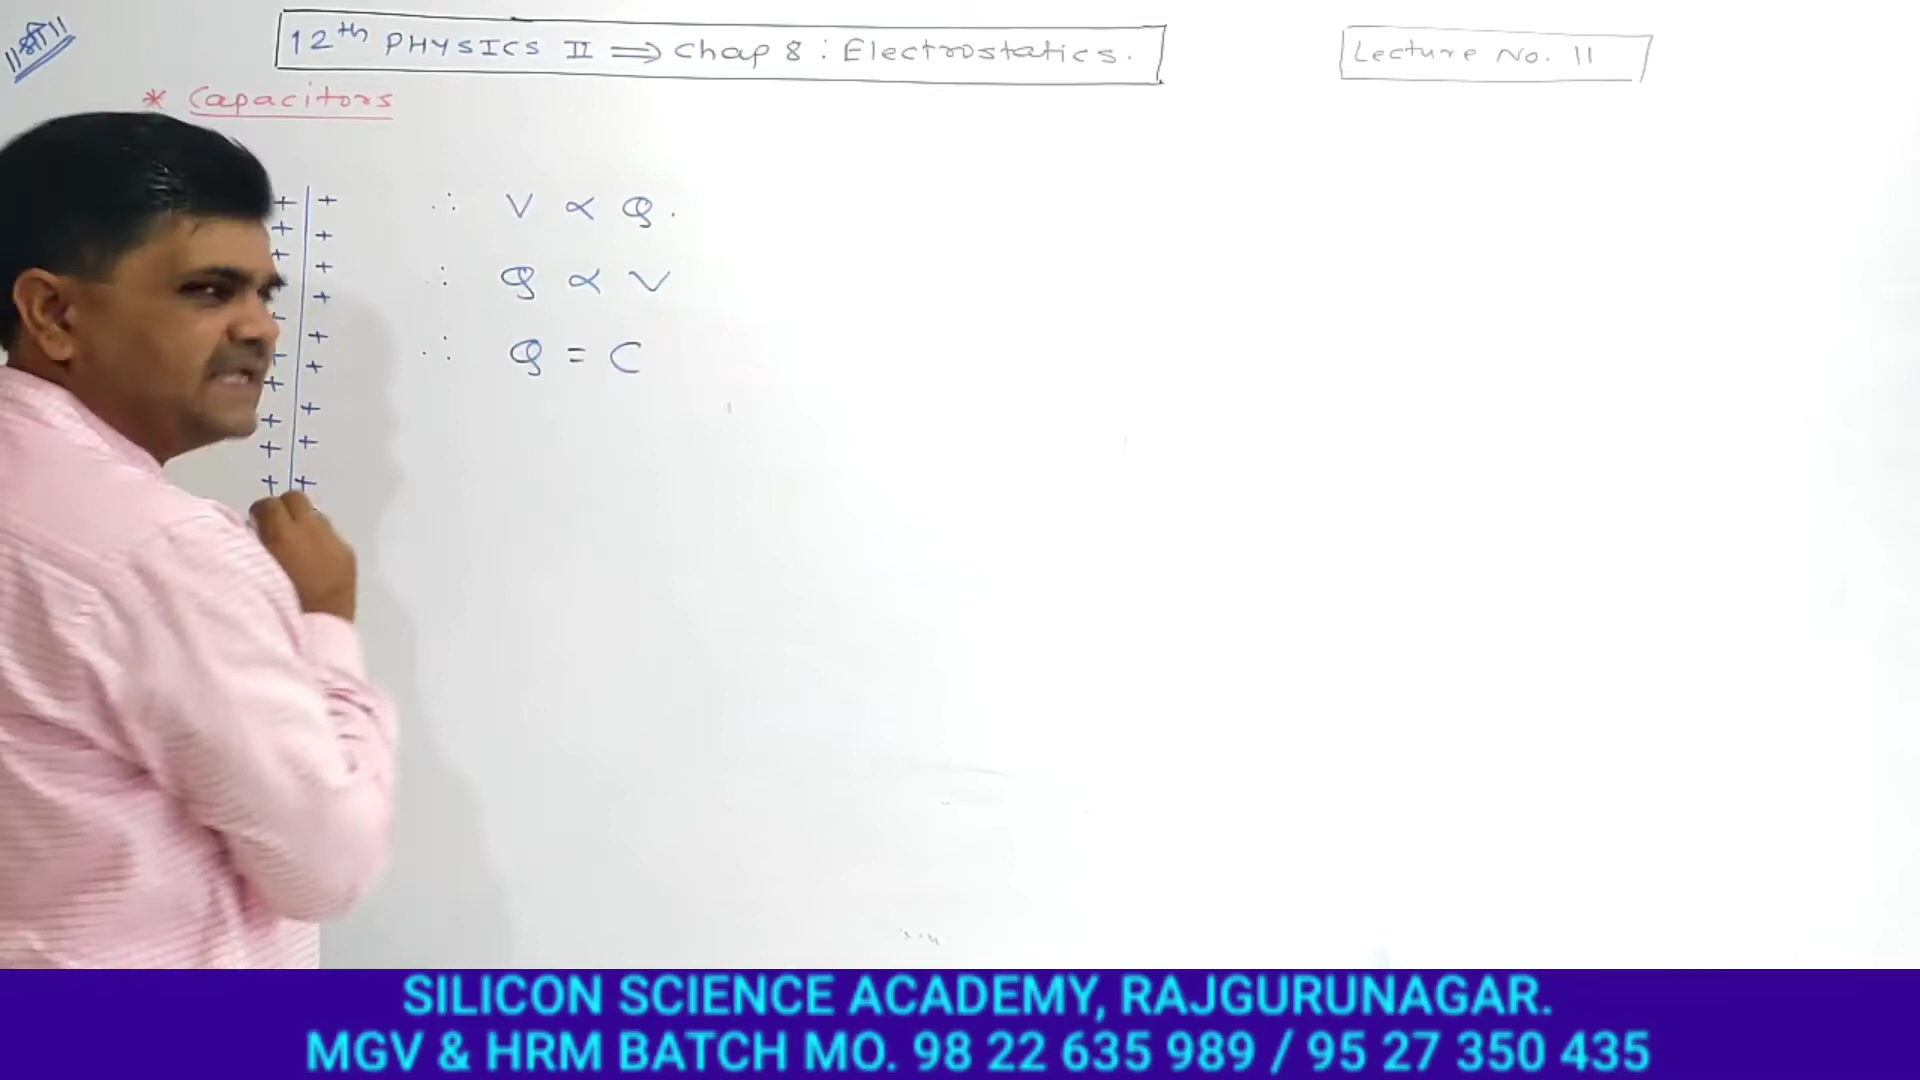 ॥श्री॥
12th PHYSICS II ⇒ Chap 8 : Electrostatics.
Lecture No. 11
* Capacitors
+ +
+ +
+ +
+ +
+ +
+ +
+ +
+ +
+ +
∴ V ∝ Q.
∴ Q ∝ V
∴ Q = C
SILICON SCIENCE ACADEMY, RAJGURUNAGAR.
MGV & HRM BATCH MO. 98 22 635 989 / 95 27 350 435